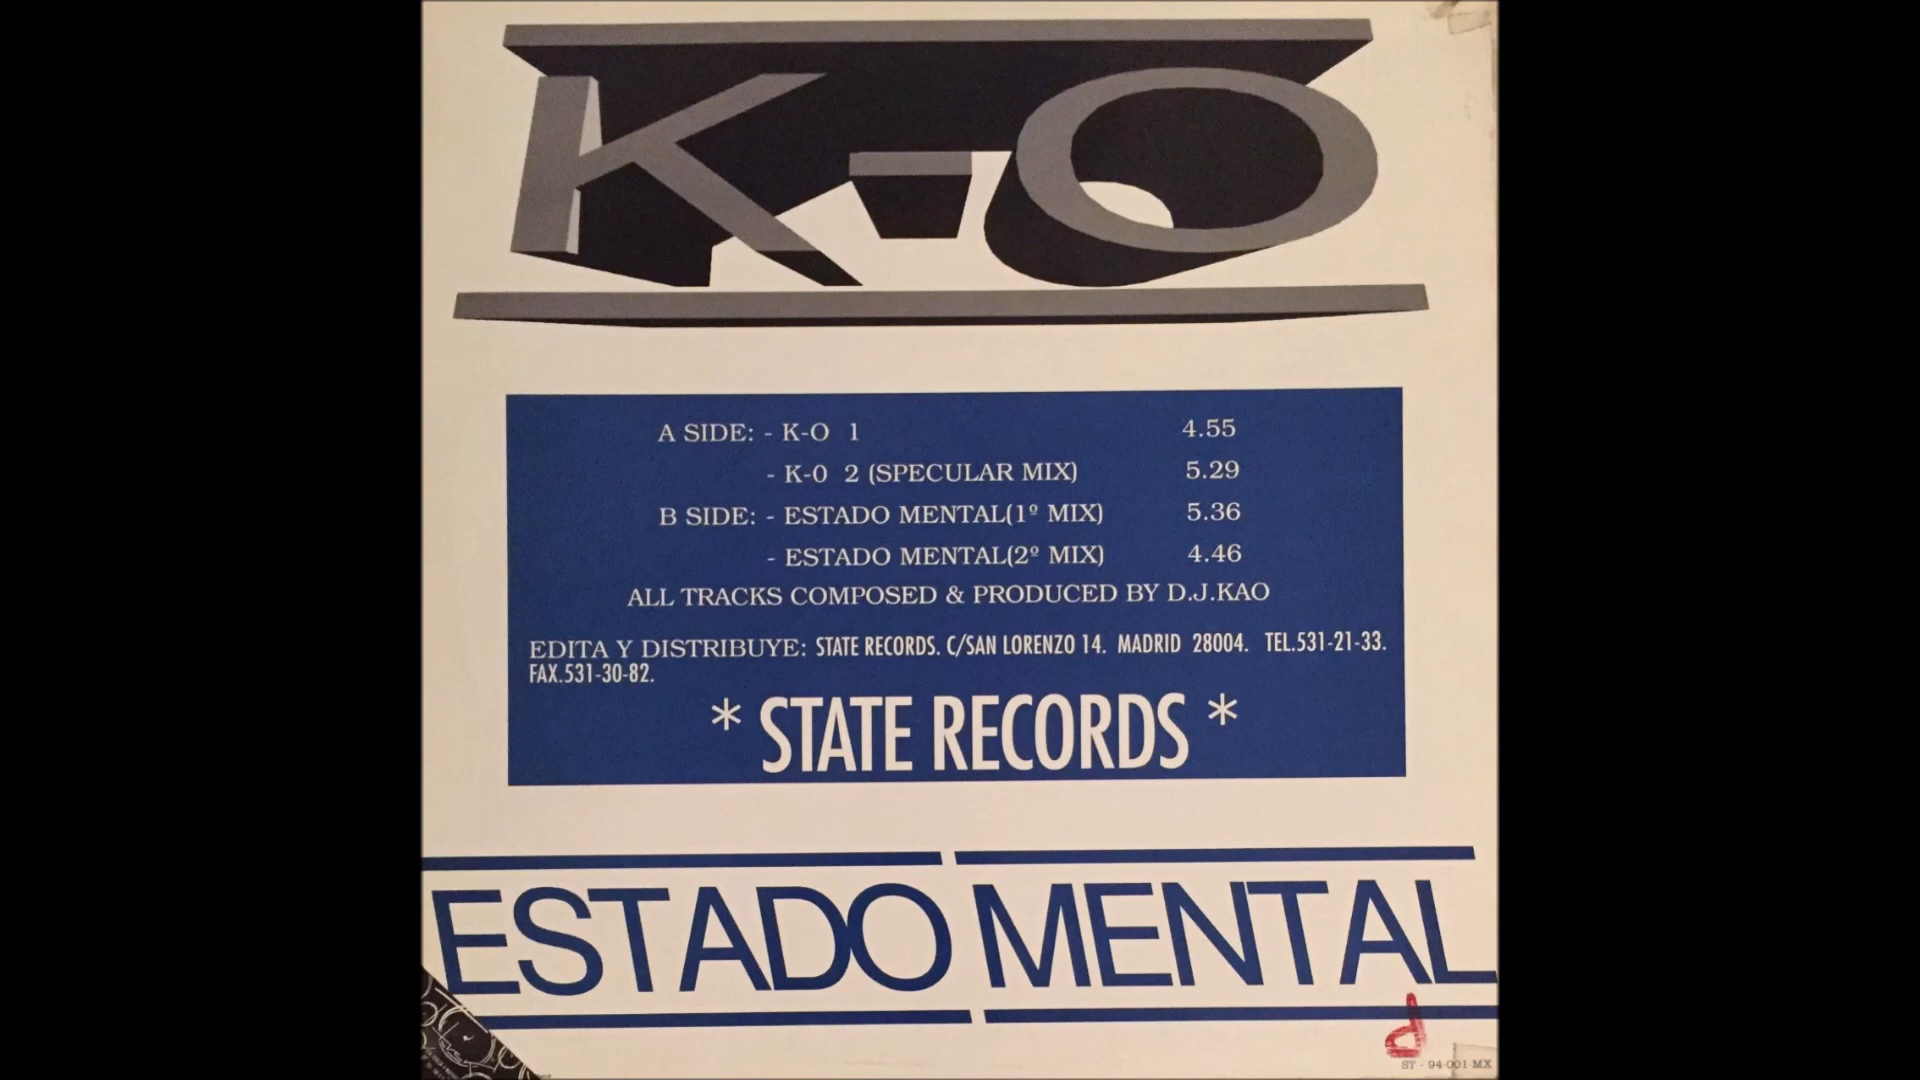 K-O
A SIDE: - K-O 1 4.55
- K-0 2 (SPECULAR MIX) 5.29
B SIDE: - ESTADO MENTAL(1º MIX) 5.36
- ESTADO MENTAL(2º MIX) 4.46
ALL TRACKS COMPOSED & PRODUCED BY D.J.KAO
EDITA Y DISTRIBUYE: STATE RECORDS. C/SAN LORENZO 14. MADRID 28004. TEL.531-21-33.
FAX.531-30-82.
* STATE RECORDS *
ESTADO MENTAL
d
ST - 94-001-MX